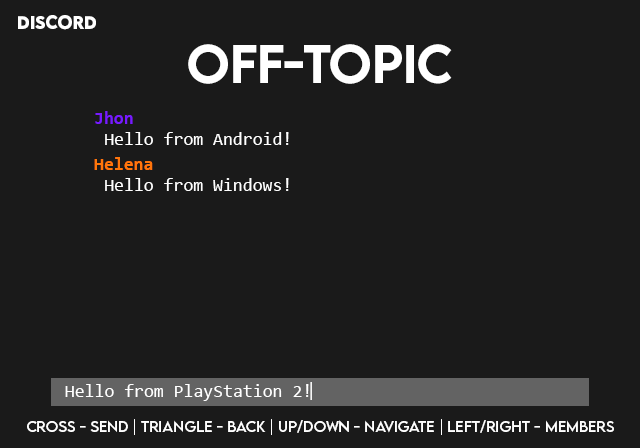 DISCORD
OFF-TOPIC
Jhon
Hello from Android!
Helena
Hello from Windows!
Hello from PlayStation 2!
CROSS - SEND | TRIANGLE - BACK | UP/DOWN - NAVIGATE | LEFT/RIGHT - MEMBERS